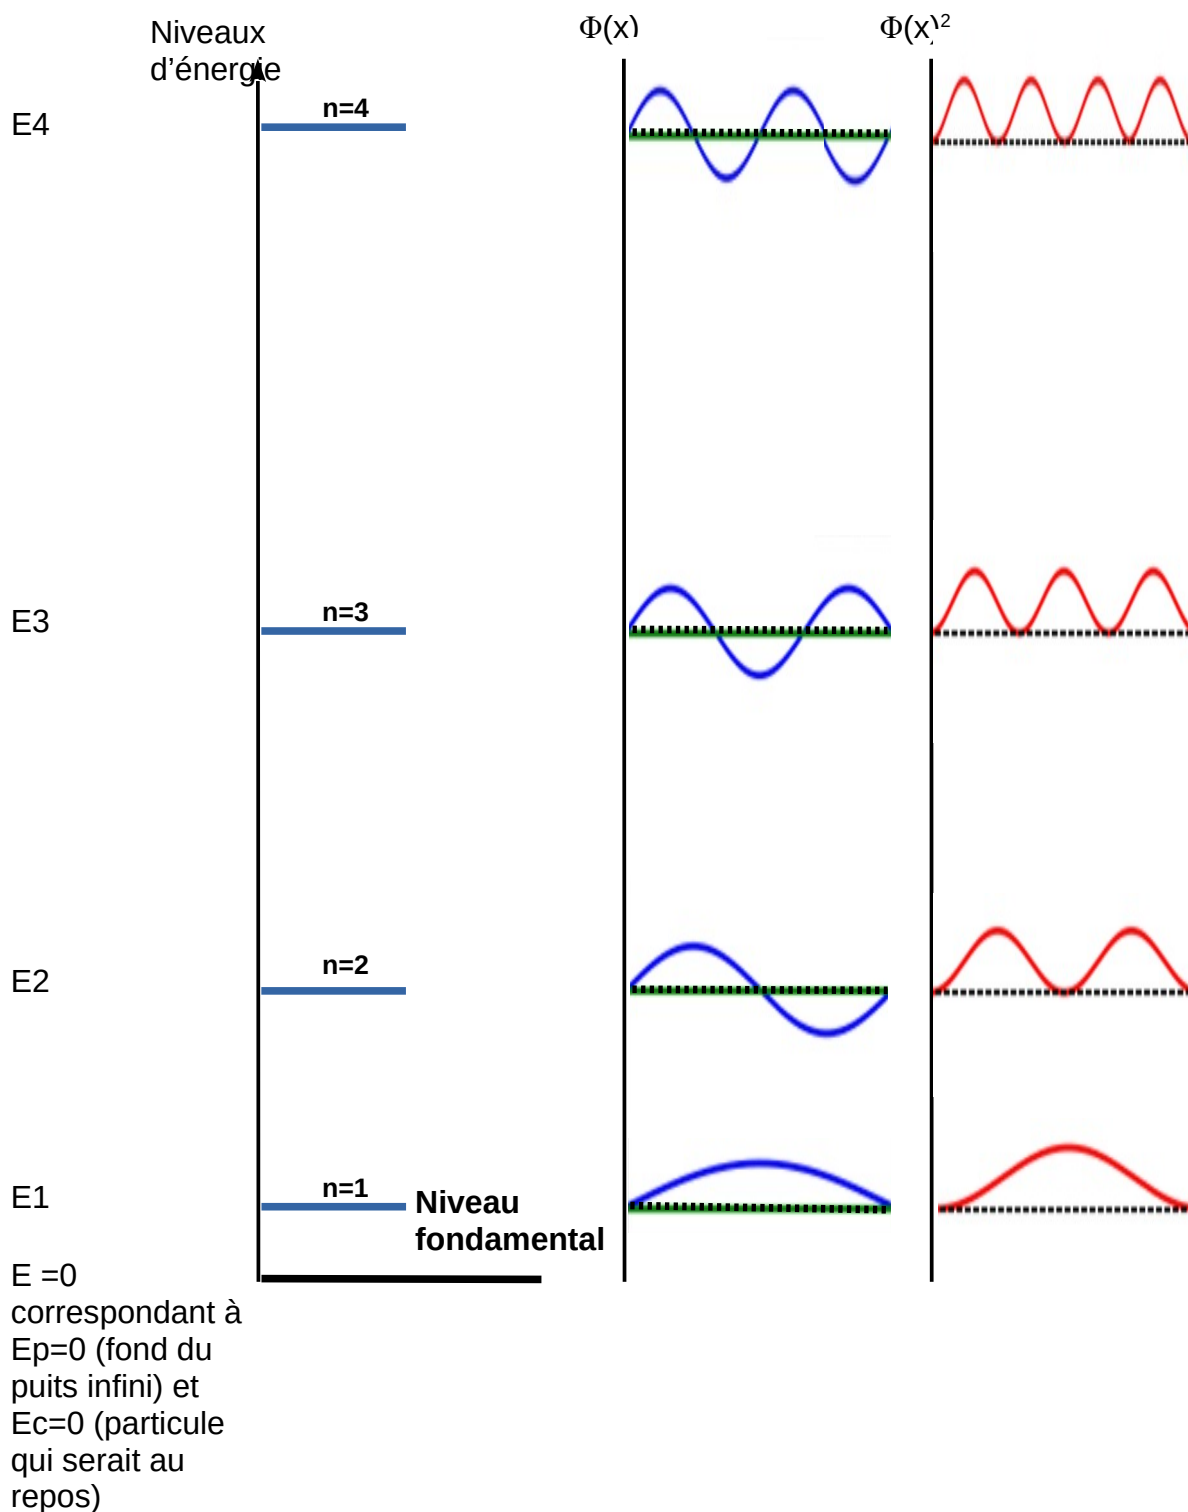 Niveaux
d’énergie
Φ(x)
Φ(x)²
E4
n=4
E3
n=3
E2
n=2
E1
n=1
Niveau
fondamental
E =0
correspondant à
Ep=0 (fond du
puits infini) et
Ec=0 (particule
qui serait au
repos)